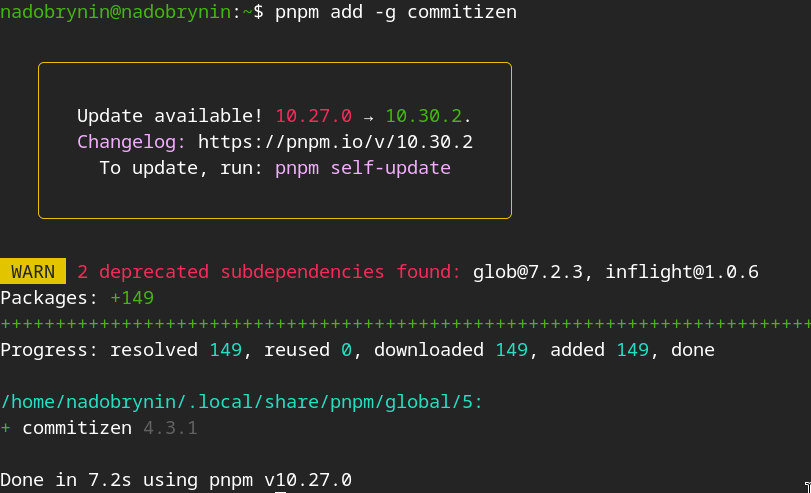 nadobrynin@nadobrynin:~$ pnpm add -g commitizen
Update available! 10.27.0 → 10.30.2.
Changelog: https://pnpm.io/v/10.30.2
To update, run: pnpm self-update
WARN 2 deprecated subdependencies found: glob@7.2.3, inflight@1.0.6
Packages: +149
++++++++++++++++++++++++++++++++++++++++++++++++++++++++++++++++++++++++++
Progress: resolved 149, reused 0, downloaded 149, added 149, done
/home/nadobrynin/.local/share/pnpm/global/5:
+ commitizen 4.3.1
Done in 7.2s using pnpm v10.27.0